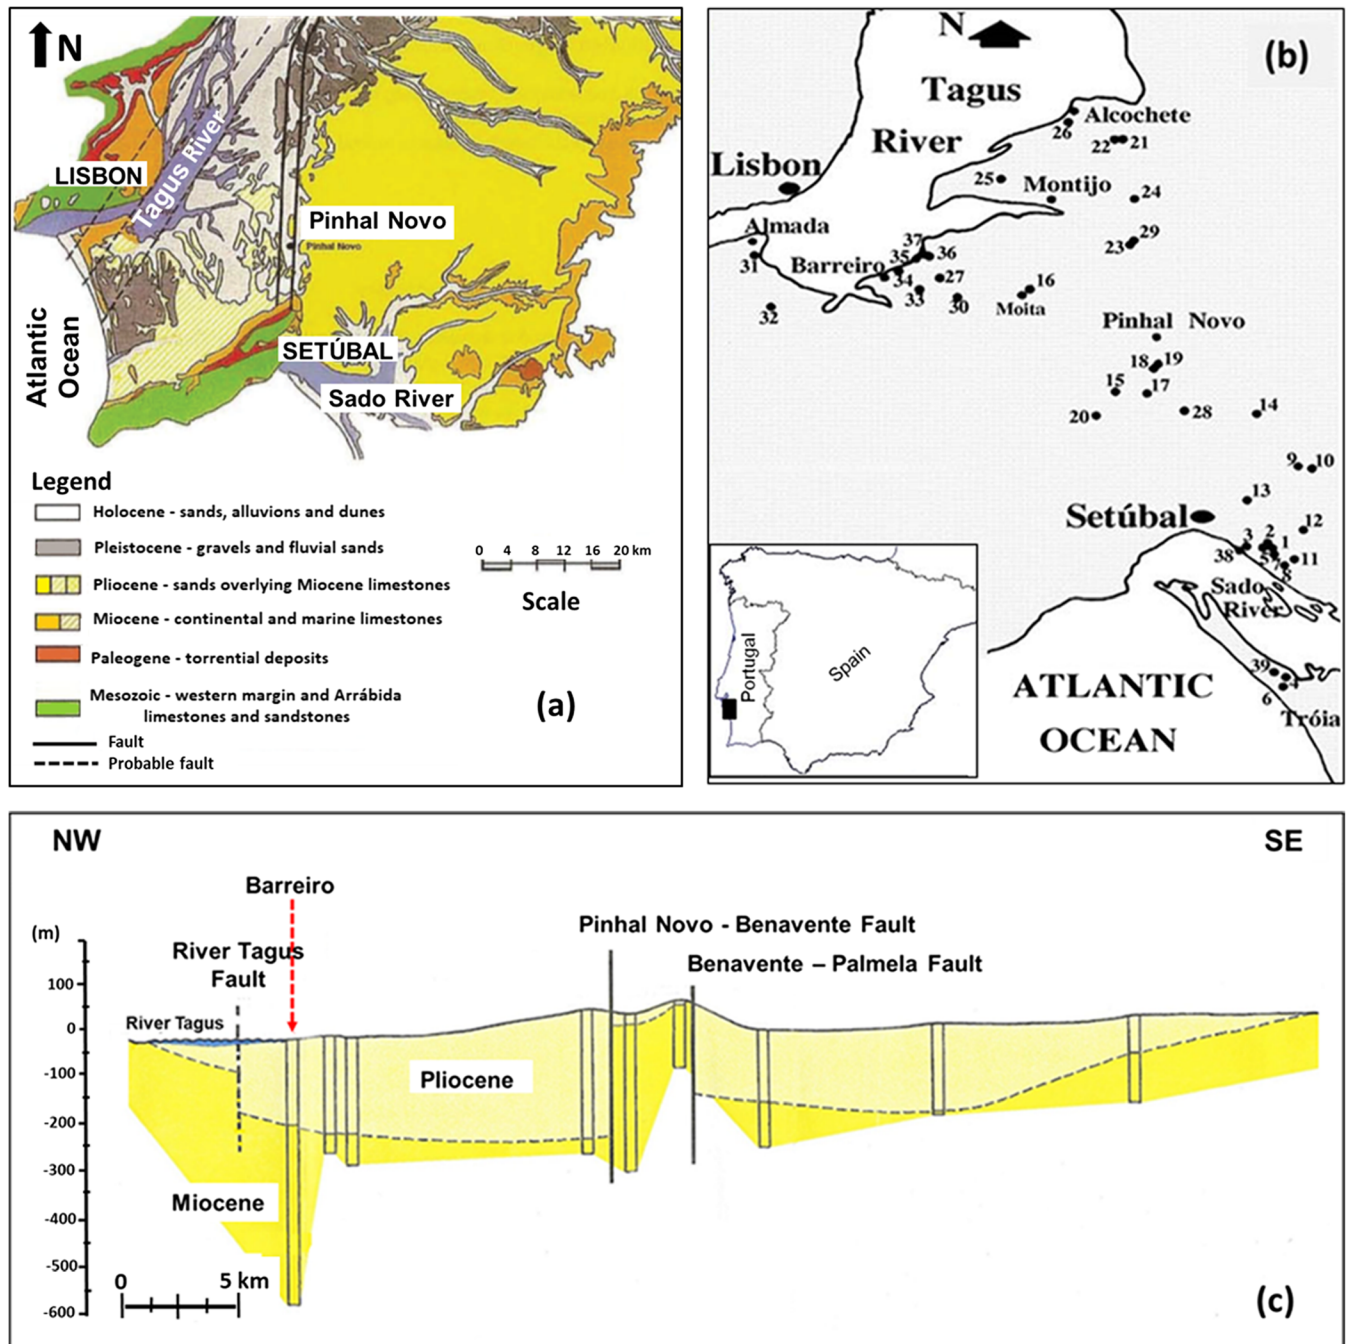 N
LISBON
Tagus River
Pinhal Novo
Pinhal Novo
Atlantic
Ocean
SETÚBAL
Sado River
Legend
Holocene - sands, alluvions and dunes
Pleistocene - gravels and fluvial sands
Pliocene - sands overlying Miocene limestones
Miocene - continental and marine limestones
Paleogene - torrential deposits
Mesozoic - western margin and Arrábida
limestones and sandstones
Fault
Probable fault
0 4 8 12 16 20 km
Scale
(a)
N
(b)
Tagus
River
Alcochete
26
22 21
Lisbon
25
Montijo
24
Almada
31
37
36
35
29
23
Barreiro
34
27
33
30
16
Moita
32
Pinhal Novo
18 19
15
17
20
28
14
9 10
13
Setúbal
12
3 2 1
38
5
7
8
11
Sado
River
39
4
6
Tróia
ATLANTIC
OCEAN
Portugal
Spain
NW
SE
Barreiro
(m)
River Tagus
Fault
Pinhal Novo - Benavente Fault
Benavente – Palmela Fault
River Tagus
100
0
-100
-200
-300
-400
-500
-600
Pliocene
Miocene
0 5 km
(c)